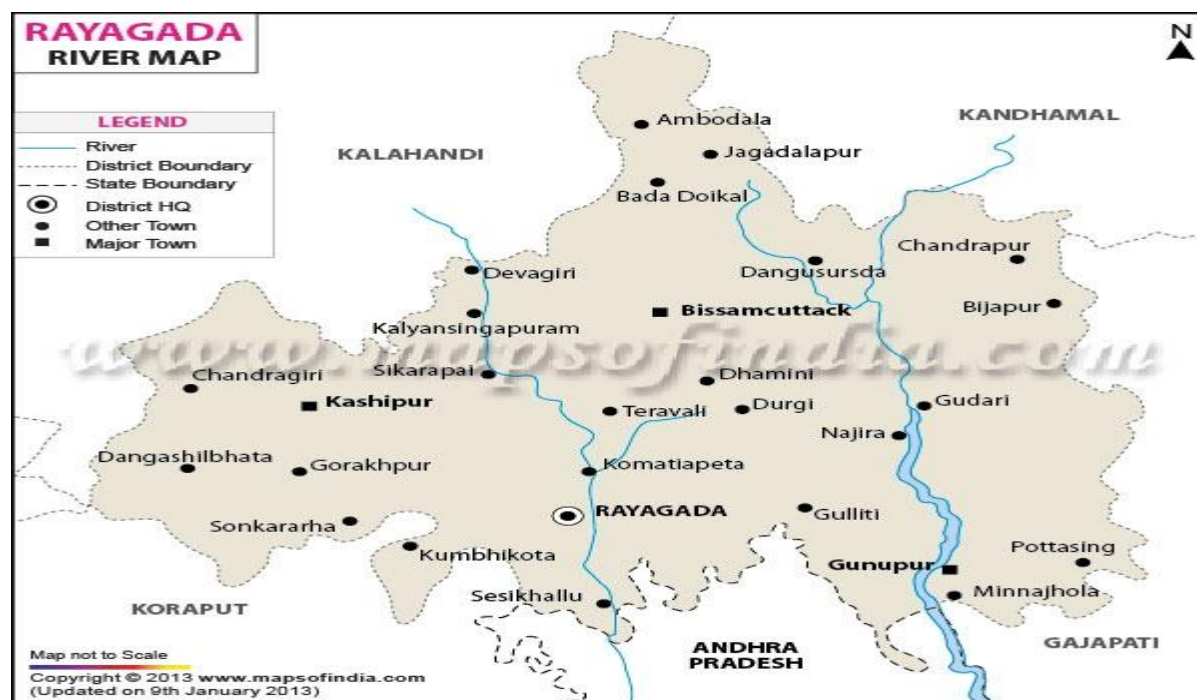 RAYAGADA
RIVER MAP
N
LEGEND
River
District Boundary
State Boundary
District HQ
Other Town
Major Town
KALAHANDI
KANDHAMAL
Ambodala
Jagadalapur
Bada Doikal
Chandrapur
Devagiri
Dangusursda
Bissamcuttack
Bijapur
Kalyansingapuram
www.mapsofindia.com
Chandragiri
Sikarapai
Dhamini
Kashipur
Teravali
Durgi
Gudari
Najira
Dangashilbhata
Gorakhpur
Komatiapeta
Sonkararha
RAYAGADA
Gulliti
Kumbhikota
Pottasing
Gunupur
Sesikhallu
Minnajhola
KORAPUT
ANDHRA
PRADESH
GAJAPATI
Map not to Scale
Copyright © 2013 www.mapsofindia.com
(Updated on 9th January 2013)